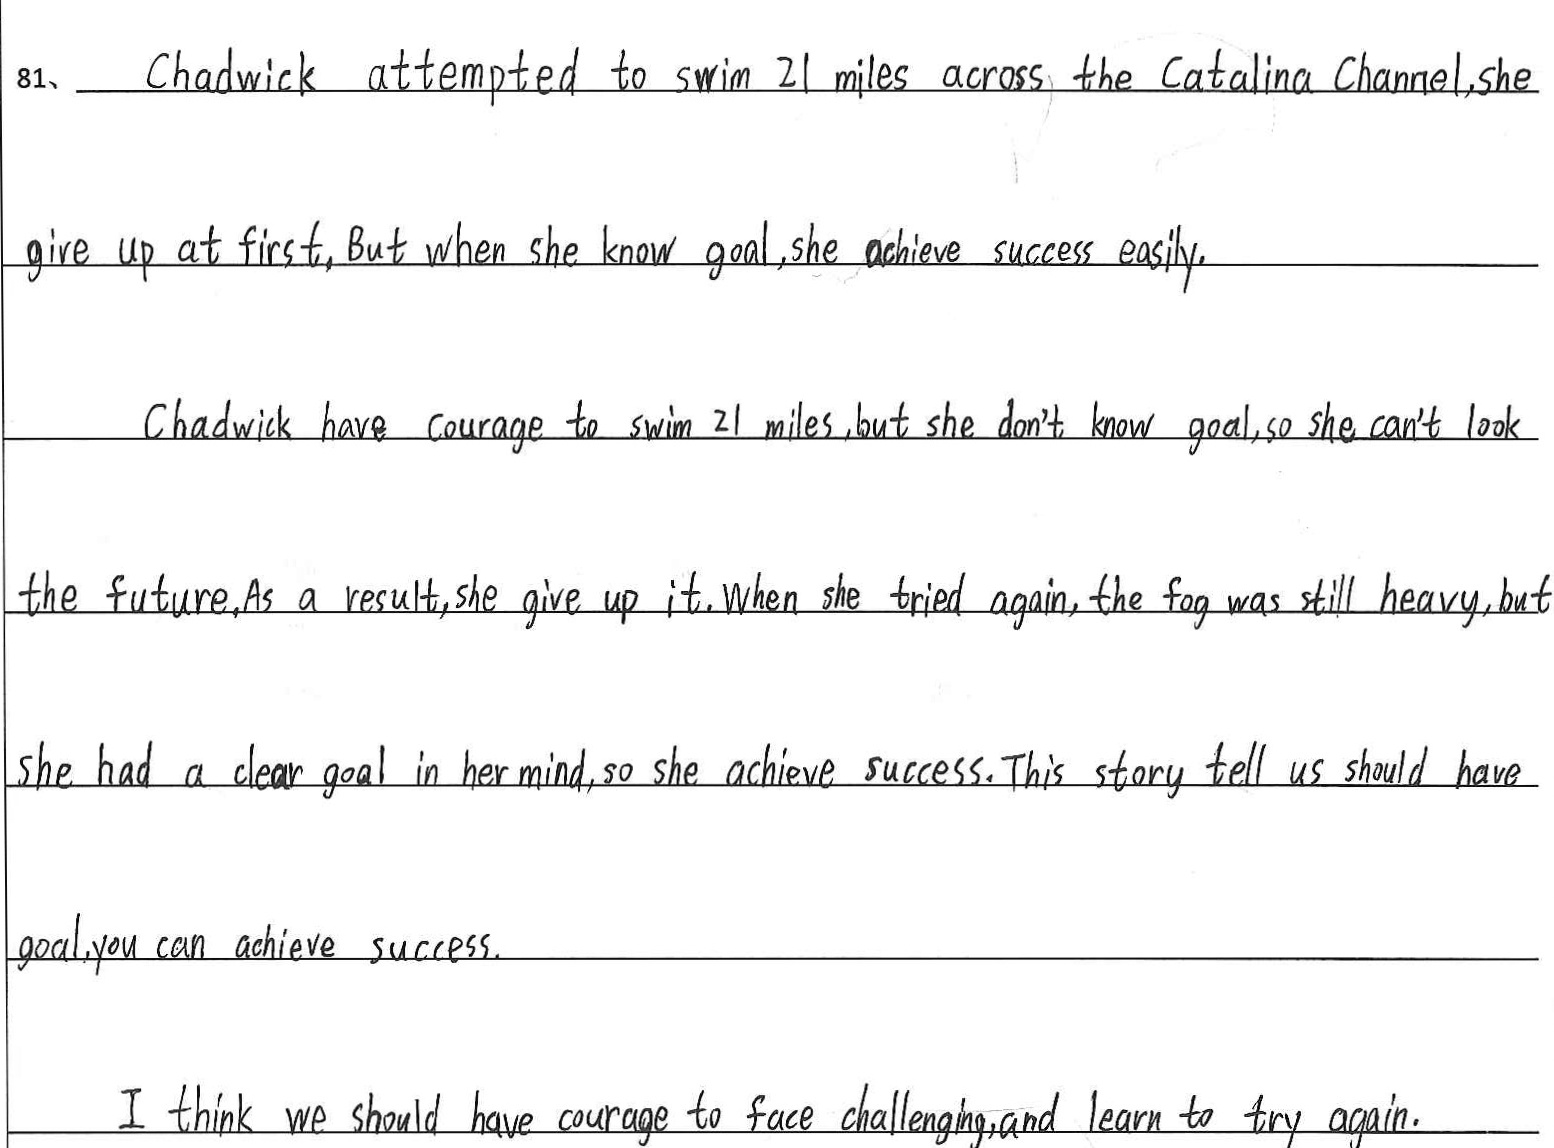 81、 Chadwick attempted to swim 21 miles across the Catalina Channel, she
give up at first, But when she know goal, she achieve success easily.
Chadwick have courage to swim 21 miles, but she don't know goal, so she can't look
the future, As a result, she give up it. When she tried again, the fog was still heavy, but
she had a clear goal in her mind, so she achieve success. This story tell us should have
goal, you can achieve success.
I think we should have courage to face challenging, and learn to try again.